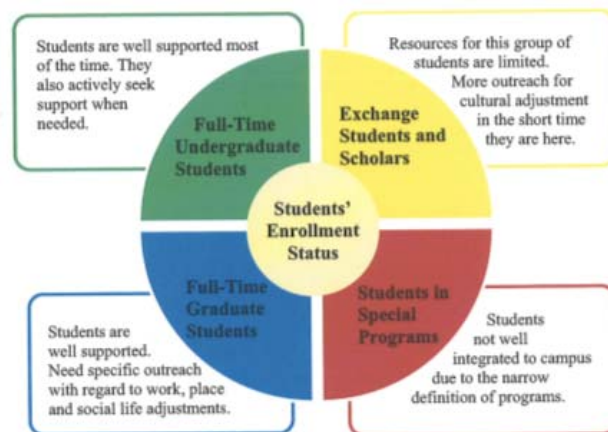 Students are well supported most
of the time. They
also actively seek
support when
needed.
Resources for this group of
students are limited.
More outreach for
cultural adjustment
in the short time
they are here.
Full-Time
Undergraduate
Students
Exchange
Students and
Scholars
Students'
Enrollment
Status
Full-Time
Graduate
Students
Students in
Special
Programs
Students are
well supported.
Need specific outreach
with regard to work, place
and social life adjustments.
Students
not well
integrated to campus
due to the narrow
definition of programs.